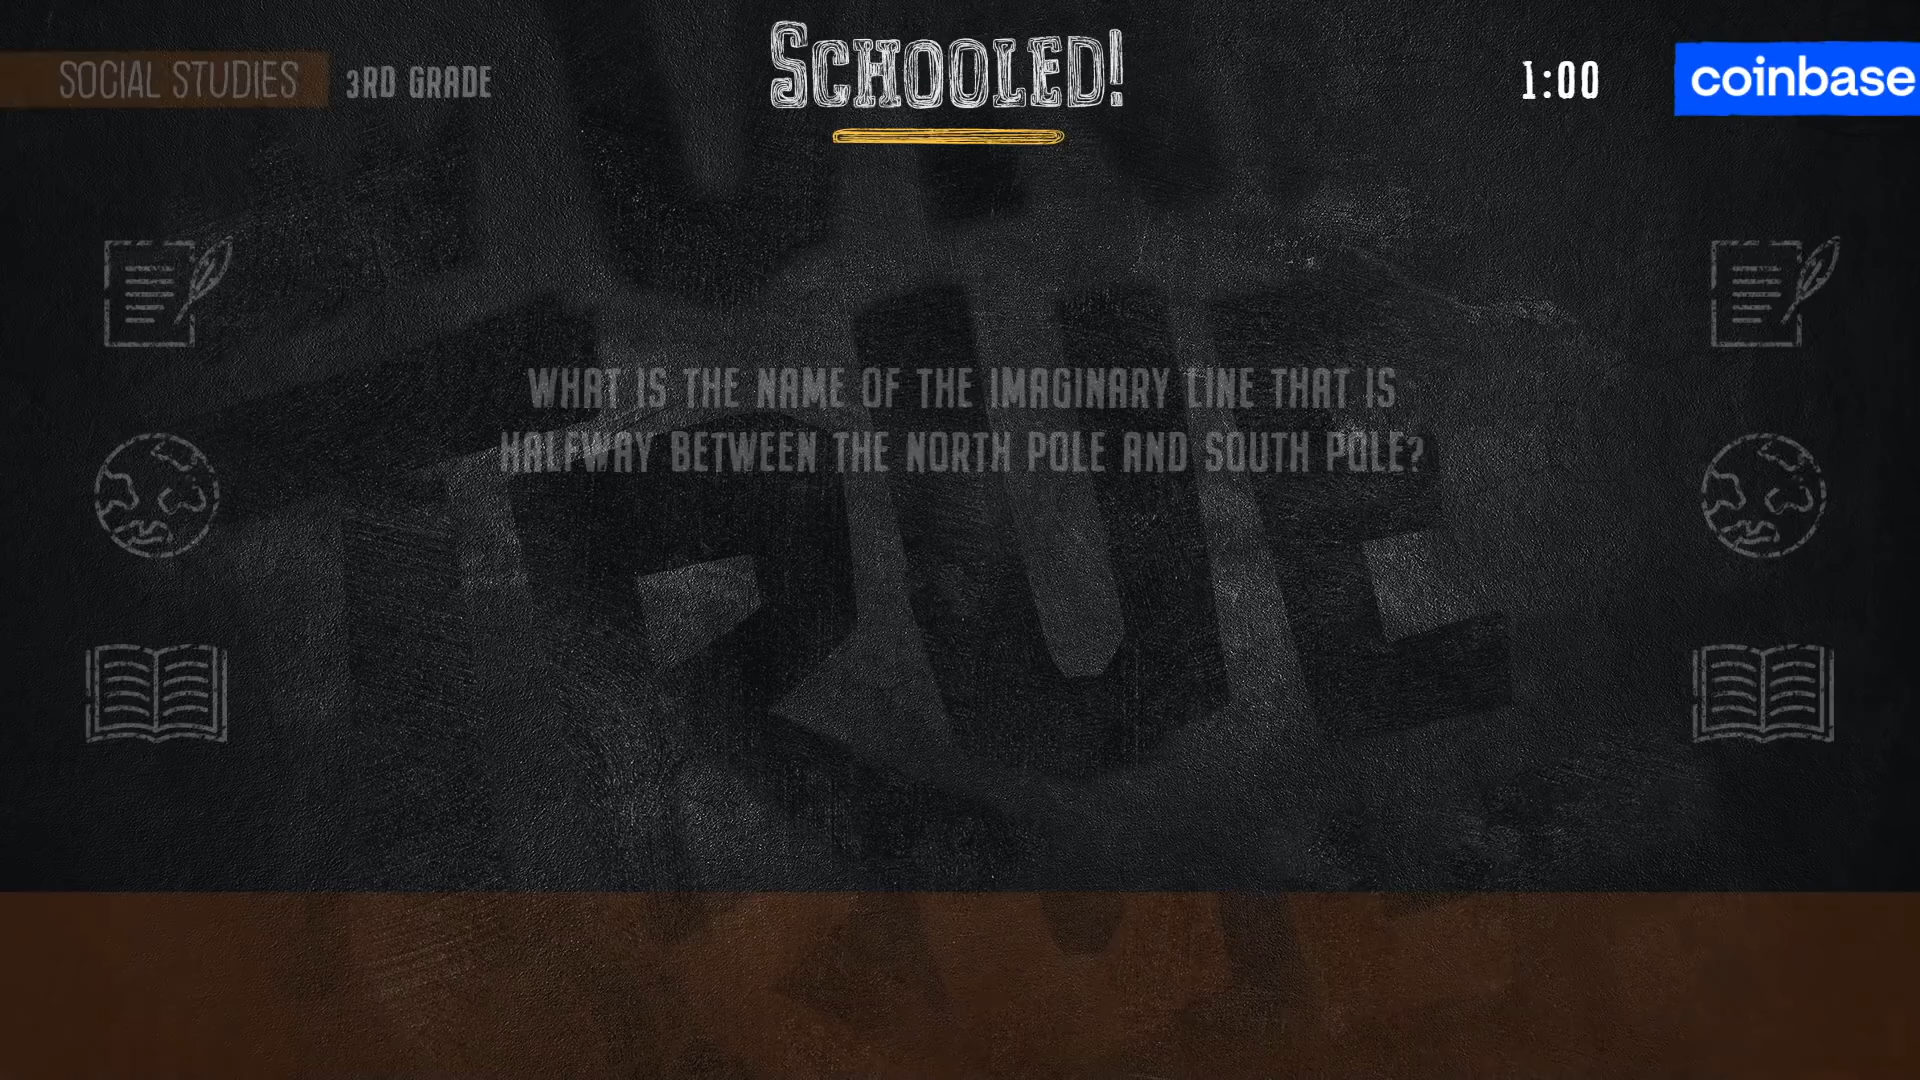 SOCIAL STUDIES 3RD GRADE
SCHOOLED!
1:00
coinbase
WHAT IS THE NAME OF THE IMAGINARY LINE THAT IS
HALFWAY BETWEEN THE NORTH POLE AND SOUTH POLE?
TRUE